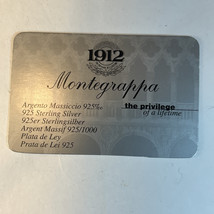 1912
Montegrappa
Argento Massiccio 925‰
the privilege
925 Sterling Silver
of a lifetime
925er Sterlingsilber
Argent Massif 925/1000
Plata de Ley
Prata de Lei 925